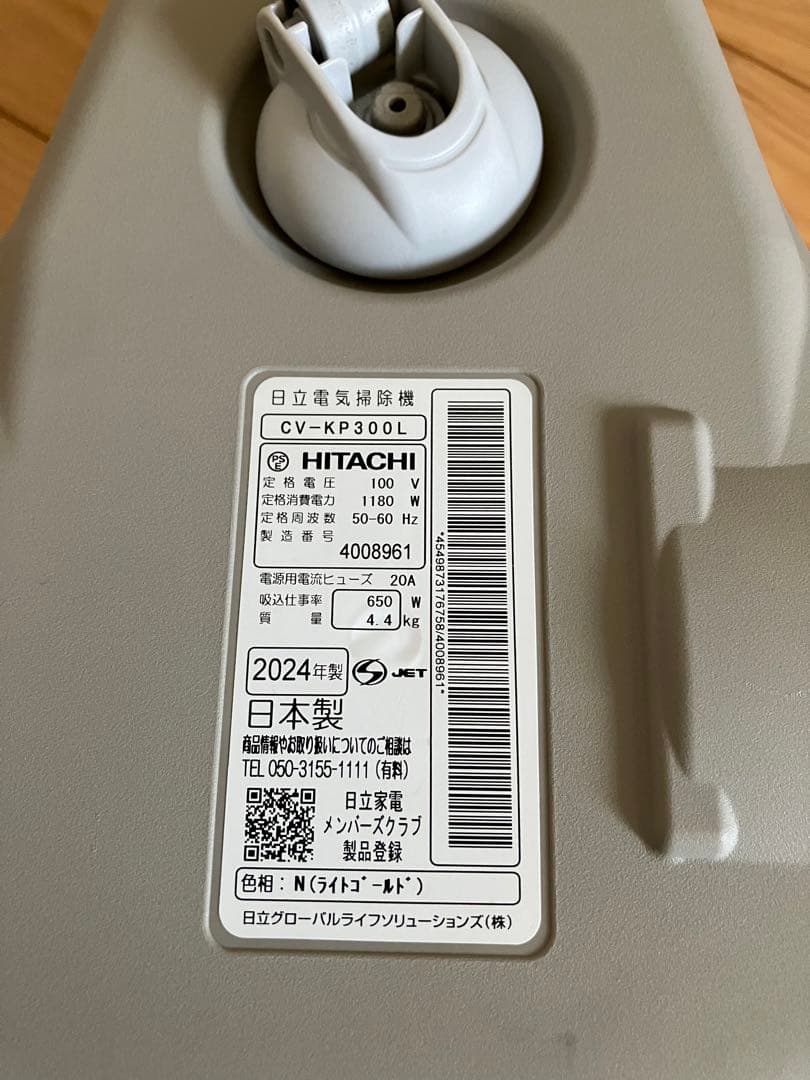 日立電気掃除機
CV-KP300L
PSE HITACHI
定格電圧 100 V
定格消費電力 1180 W
定格周波数 50-60 Hz
製造番号
4008961
電源用電流ヒューズ 20A
吸込仕事率 650 W
質量 4.4 kg
2024年製 S JET
日本製
商品情報やお取り扱いについてのご相談は
TEL 050-3155-1111 (有料)
日立家電
メンバーズクラブ
製品登録
色相：N(ライトゴールド)
日立グローバルライフソリューションズ(株)
*4549873176758/4008961*